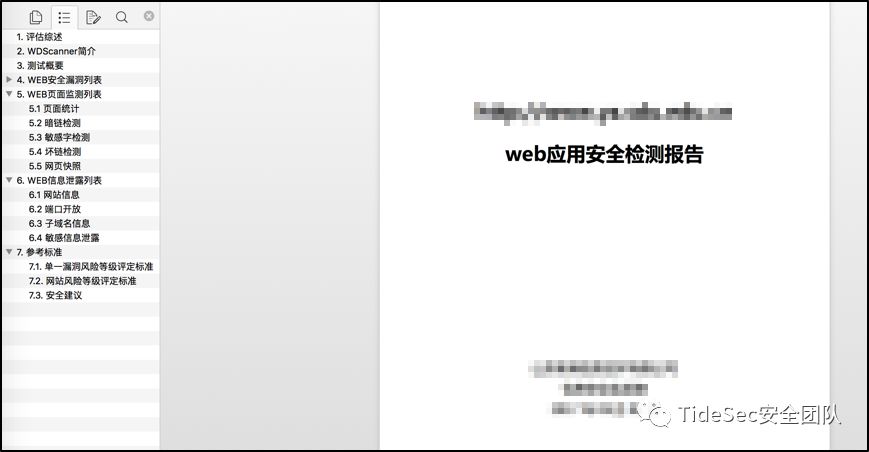 1. 评估综述
2. WDScanner简介
3. 测试概要
4. WEB安全漏洞列表
5. WEB页面监测列表
5.1 页面统计
5.2 暗链检测
5.3 敏感字检测
5.4 坏链检测
5.5 网页快照
6. WEB信息泄露列表
6.1 网站信息
6.2 端口开放
6.3 子域名信息
6.4 敏感信息泄露
7. 参考标准
7.1. 单一漏洞风险等级评定标准
7.2. 网站风险等级评定标准
7.3. 安全建议
web应用安全检测报告
TideSec安全团队